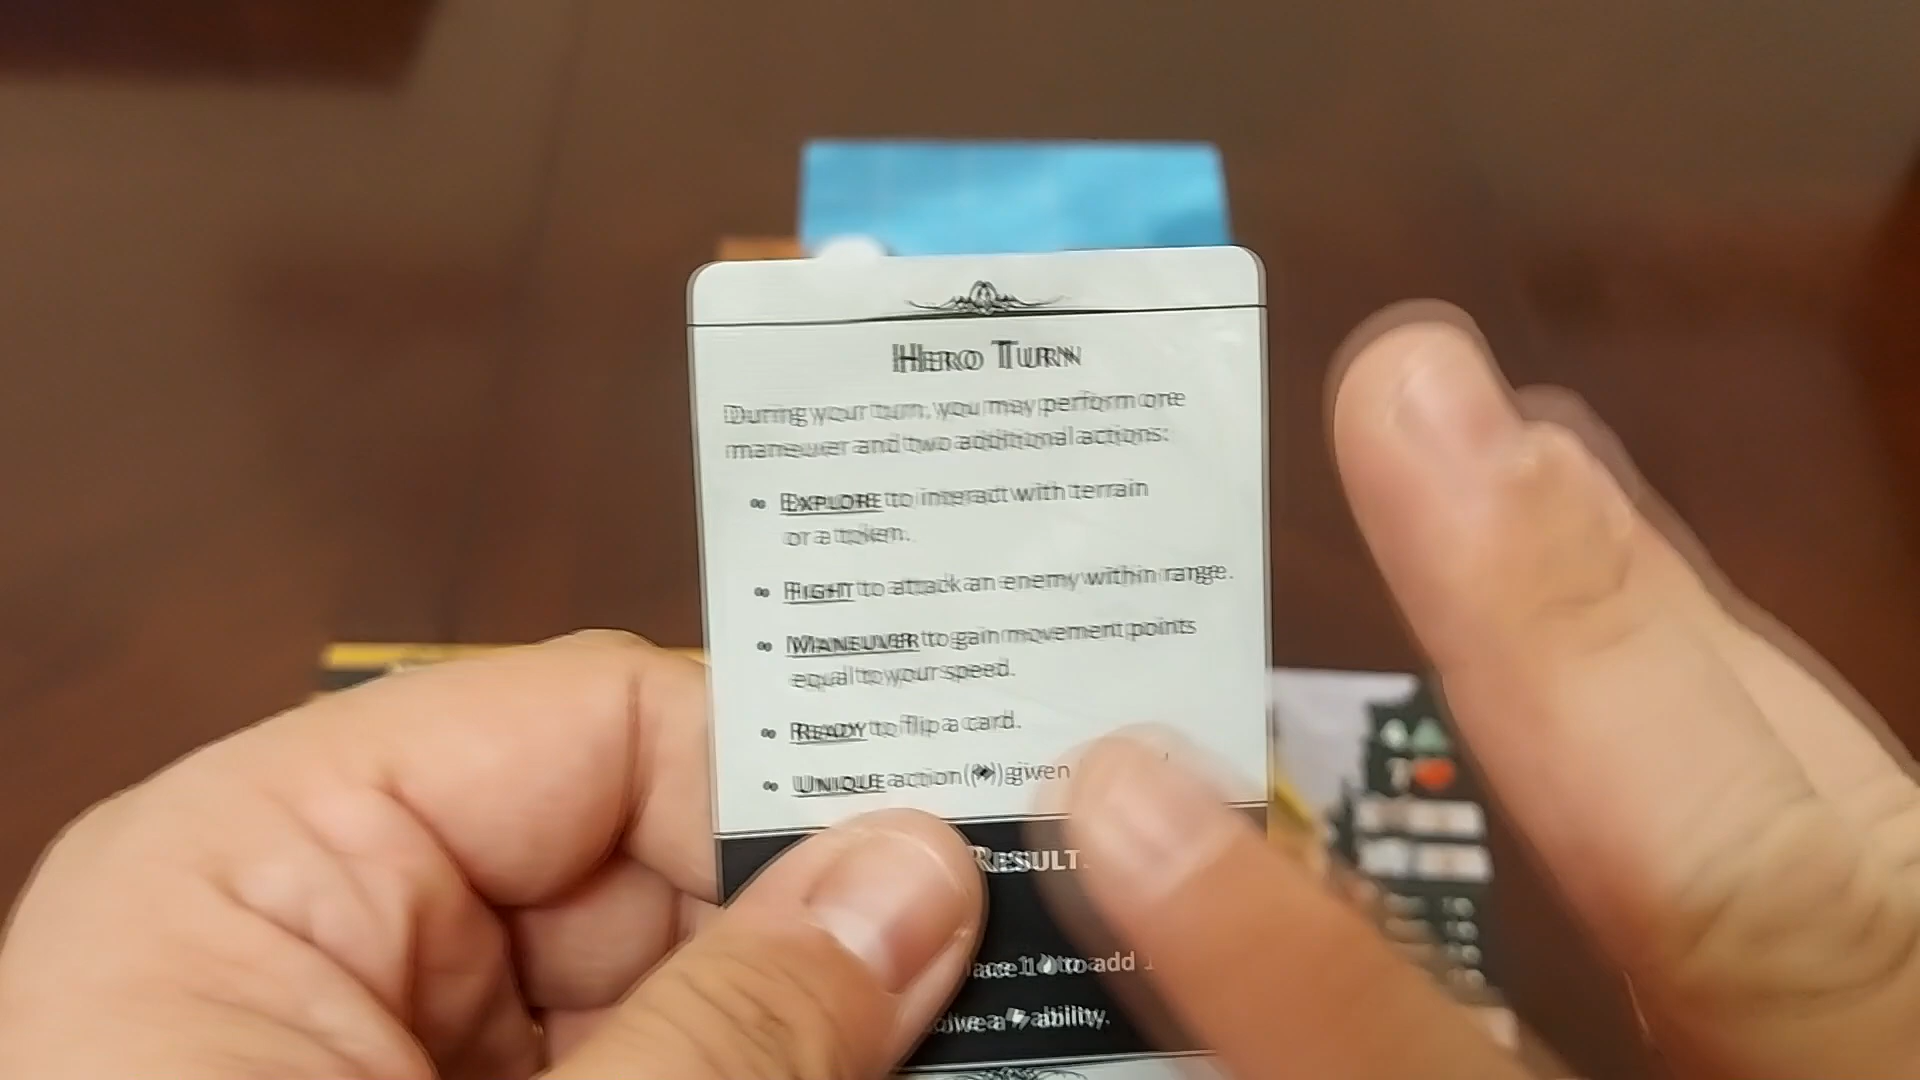 HERO TURN
During your turn, you may perform one
maneuver and two additional actions:
• EXPLORE to interact with terrain
or a token.
• FIGHT to attack an enemy within range.
• MANEUVER to gain movement points
equal to your speed.
• READY to flip a card.
• UNIQUE action () given
RESULT
1 to add 1
a ability.